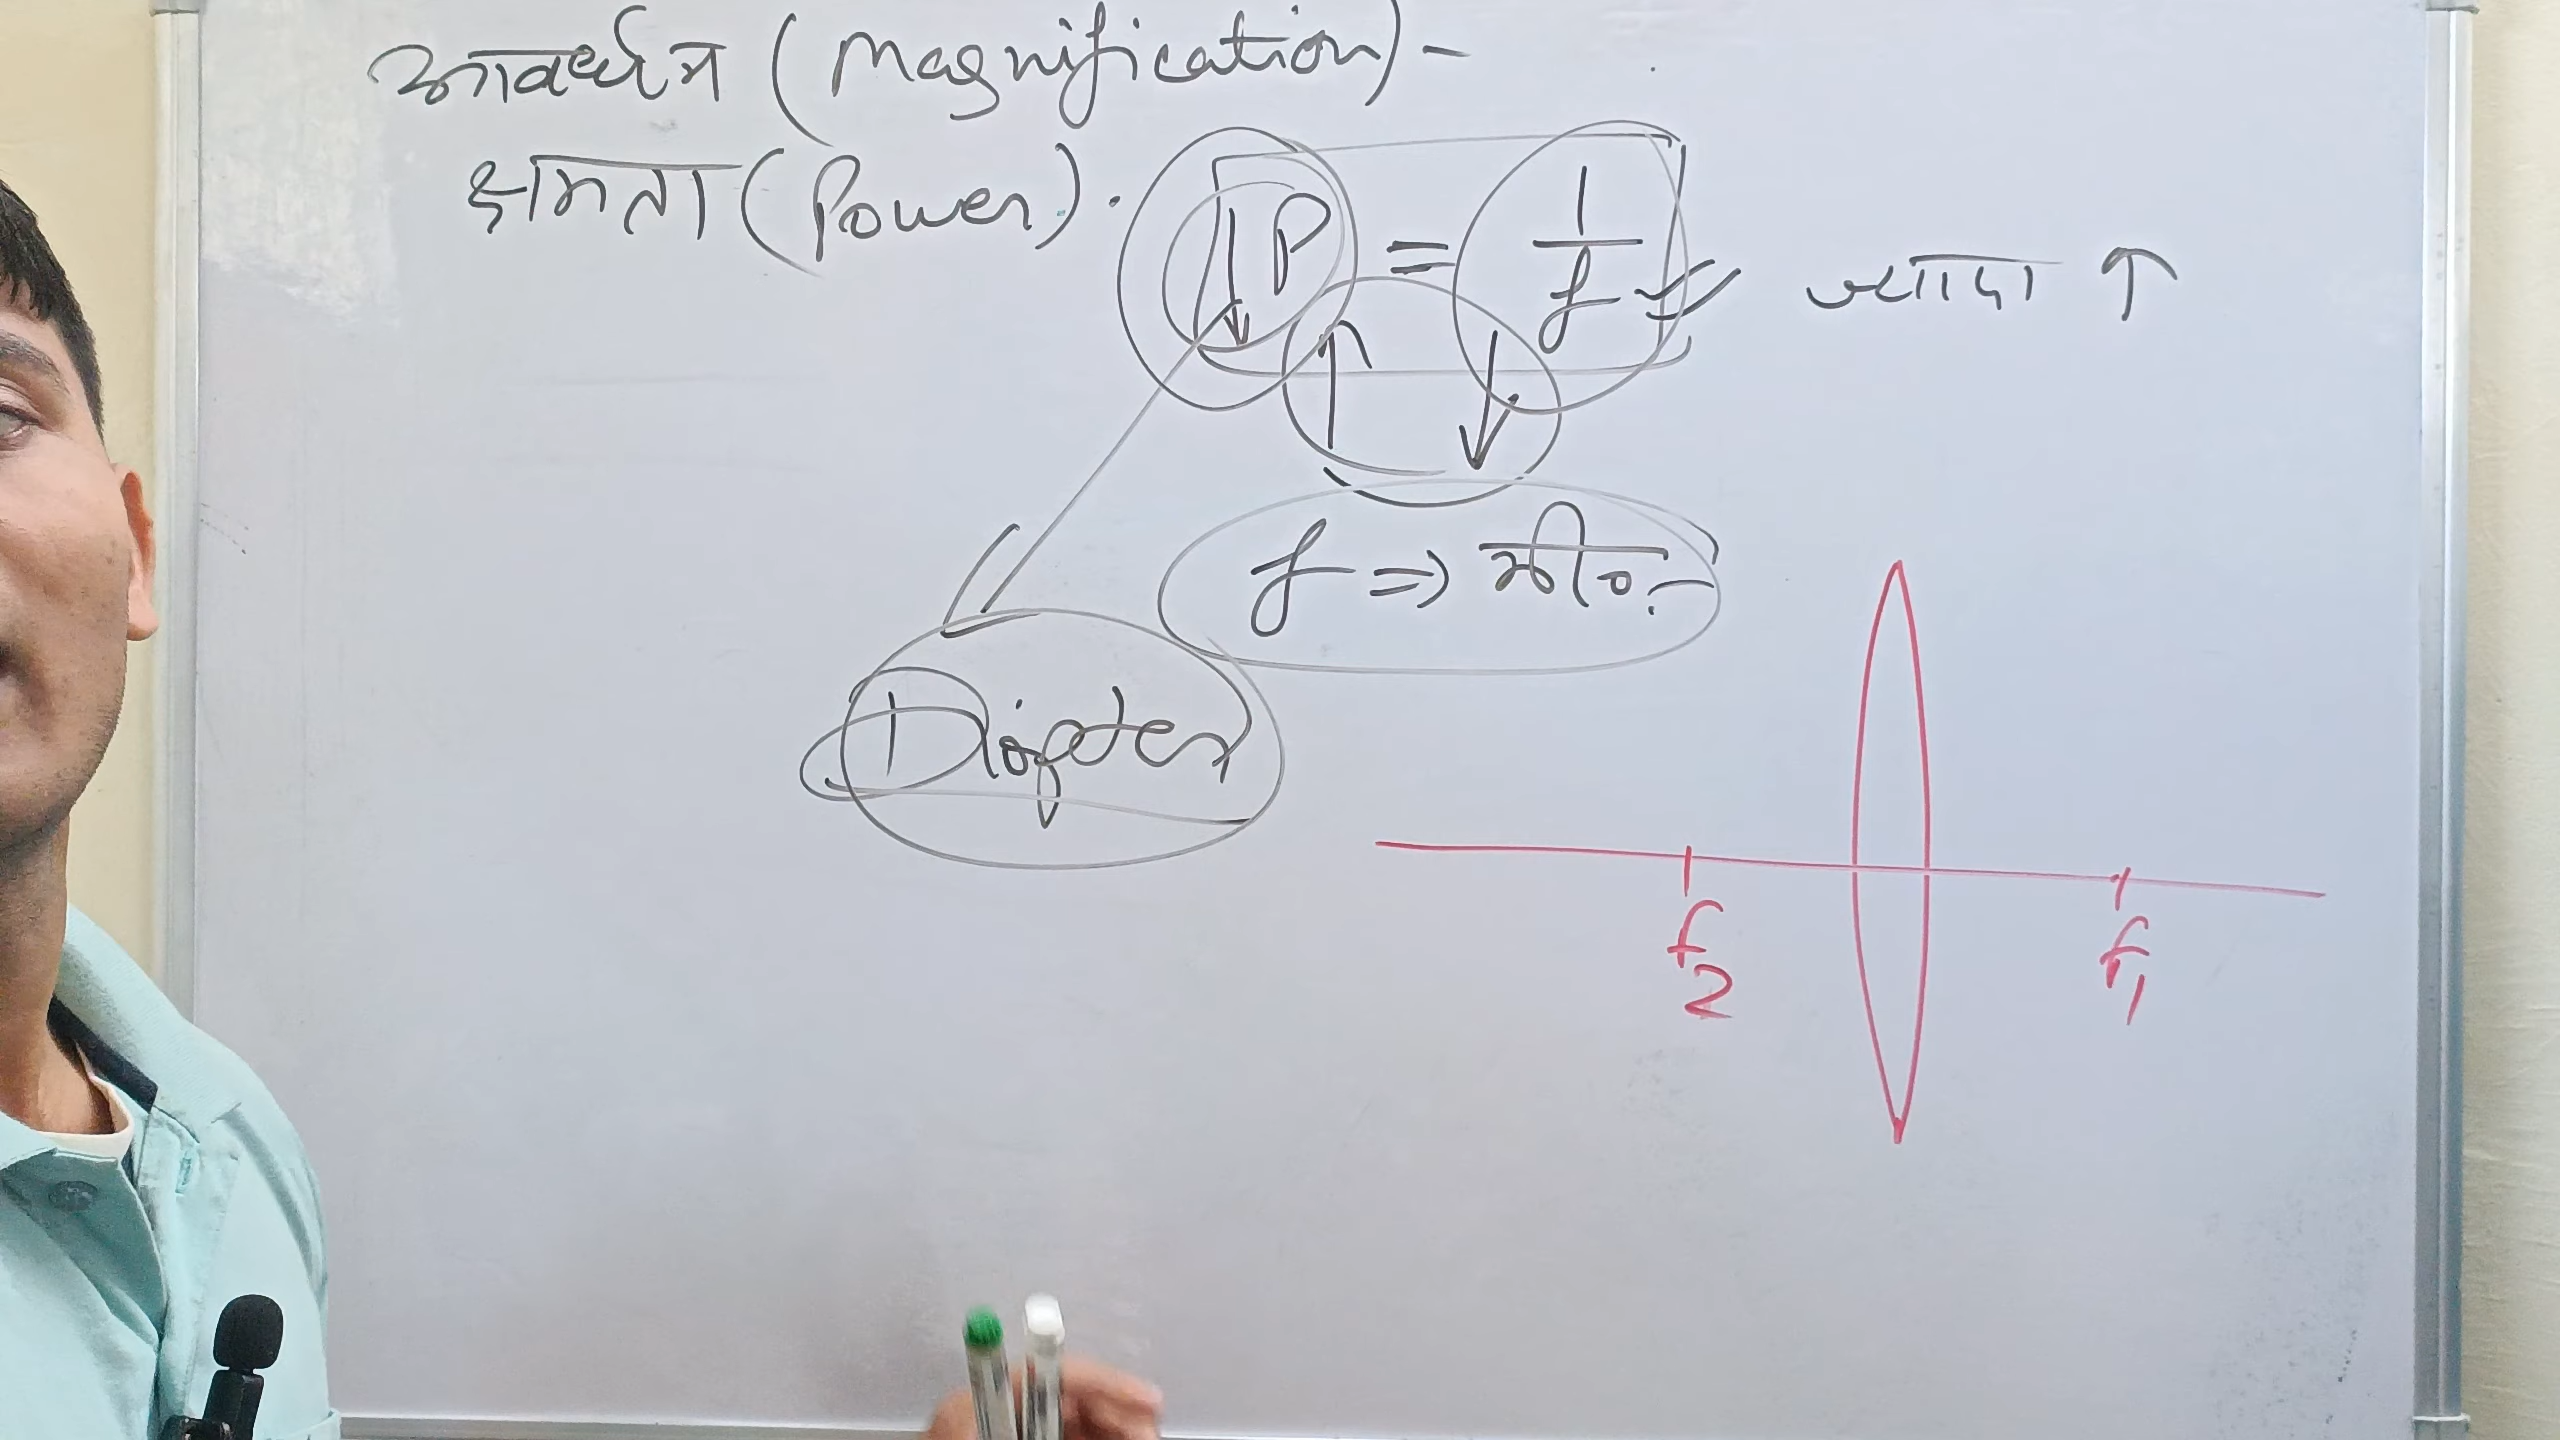 आवर्धन (Magnification) -
क्षमता (Power).
P = 1/f ज्यादा ↑
f => मी०.-
Diopter
f2
f1